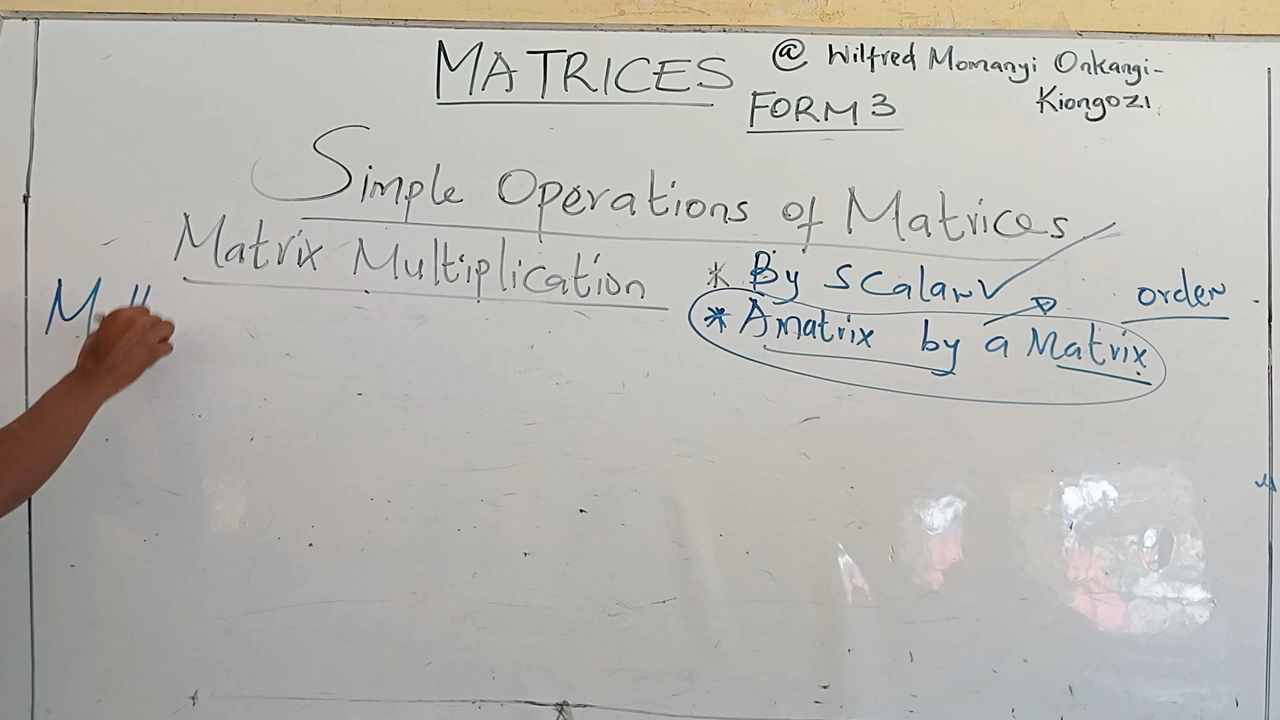 MATRICES @ Wilfred Momanyi Onkangi-
FORM 3 Kiongozi
Simple Operations of Matrices
Matrix Multiplication * By Scalar order
* A matrix by a Matrix
M